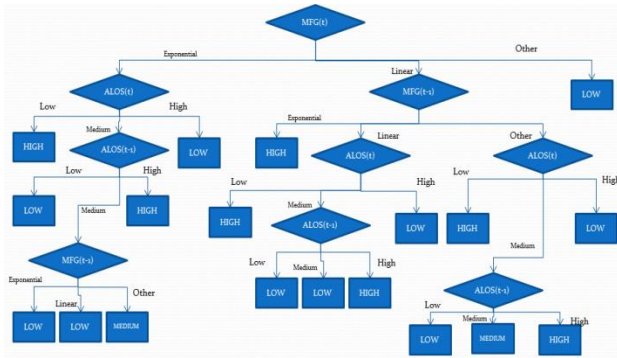 MFG(t)
Exponential
Linear
Other
ALOS(t)
MFG(t-1)
LOW
Low
Medium
High
Exponential
Linear
Other
HIGH
ALOS(t-1)
LOW
HIGH
ALOS(t)
ALOS(t)
Low
High
Low
Medium
High
Low
High
LOW
Medium
HIGH
HIGH
ALOS(t-1)
LOW
HIGH
Medium
LOW
MFG(t-1)
Low
Medium
High
Exponential
Linear
Other
LOW
LOW
HIGH
ALOS(t-1)
Low
Medium
High
LOW
LOW
MEDIUM
LOW
MEDIUM
HIGH